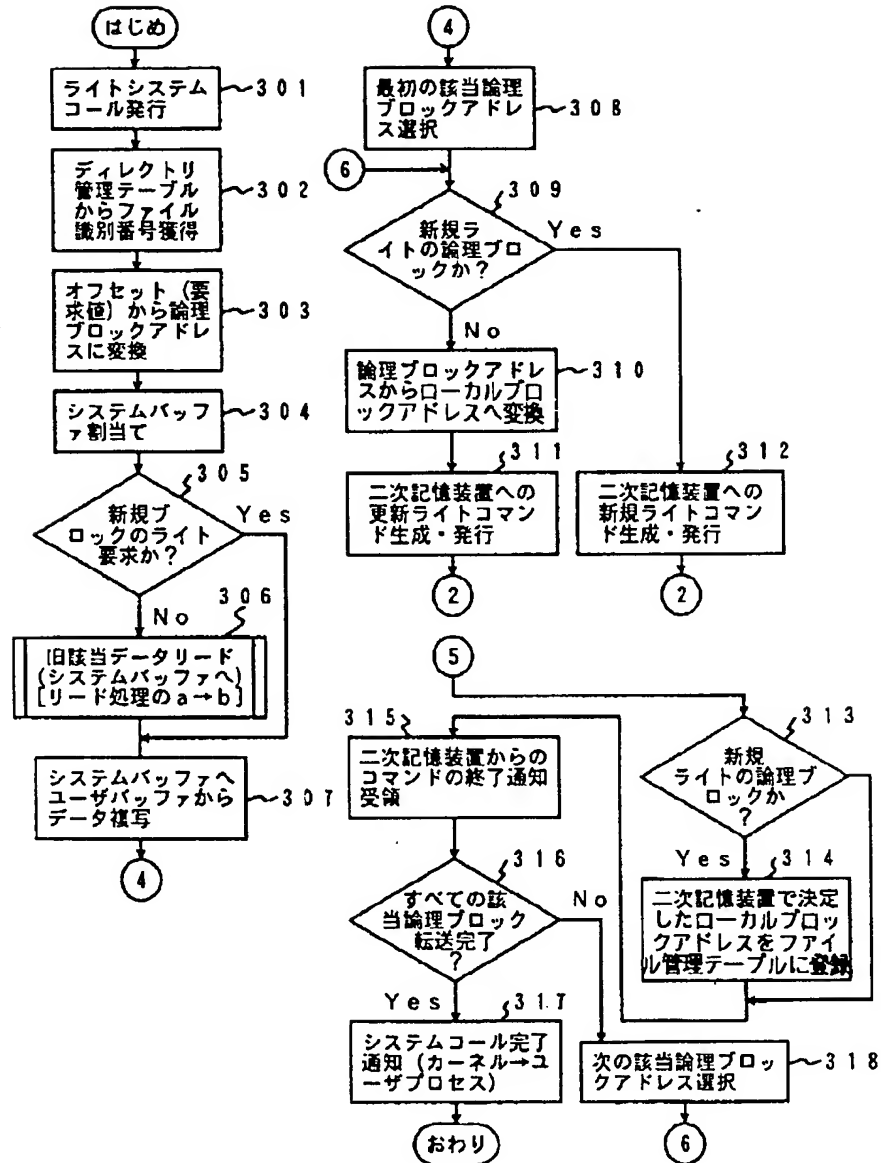 はじめ
ライトシステム
コール発行
301
ディレクトリ
管理テーブル
からファイル
識別番号獲得
302
オフセット(要
求値)から論理
ブロックアドレ
スに変換
303
システムバッフ
ァ割当て
304
305
新規ブ
ロックのライト
要求か?
Yes
No
306
旧該当データリード
(システムバッファへ)
[リード処理のa→b]
システムバッファへ
ユーザバッファから
データ複写
307
4
4
最初の該当論理
ブロックアドレ
ス選択
308
6
309
新規ラ
イトの論理ブロ
ックか?
Yes
No
論理ブロックアドレ
スからローカルブロ
ックアドレスへ変換
310
311
二次記憶装置への
更新ライトコマン
ド生成・発行
2
312
二次記憶装置への
新規ライトコマン
ド生成・発行
2
5
313
新規
ライトの論理ブ
ロックか
?
Yes
314
二次記憶装置で決定
したローカルブロッ
クアドレスをファイ
ル管理テーブルに登録
315
二次記憶装置からの
コマンドの終了通知
受領
316
すべての該
当論理ブロック
転送完了
?
No
Yes
317
システムコール完了
通知(カーネル→ユ
ーザプロセス)
おわり
次の該当論理ブロッ
クアドレス選択
318
6